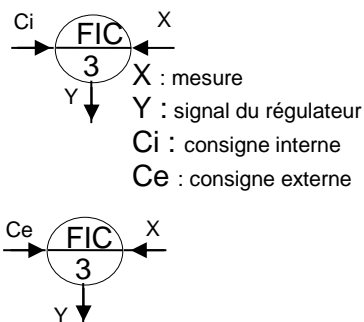 Ci
X
FIC
3
Y
X : mesure
Y : signal du régulateur
Ci : consigne interne
Ce : consigne externe
Ce
X
FIC
3
Y